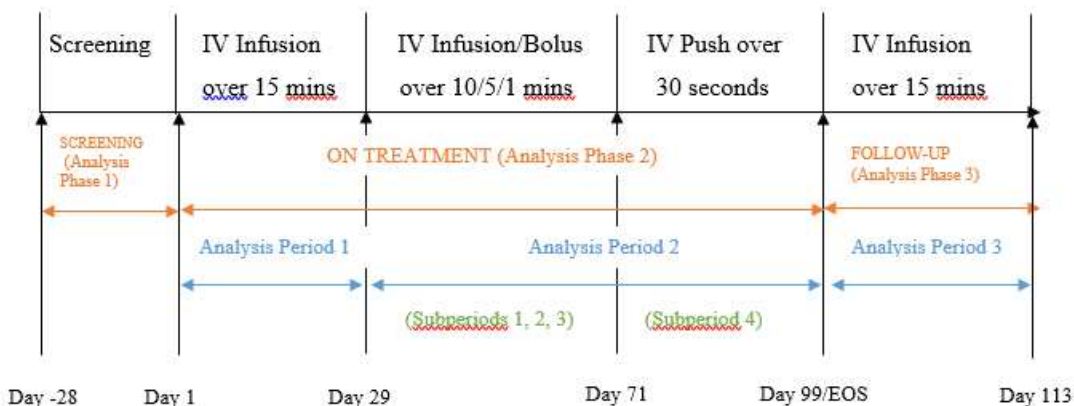 Screening
IV Infusion
over 15 mins
IV Infusion/Bolus
over 10/5/1 mins
IV Push over
30 seconds
IV Infusion
over 15 mins
SCREENING
(Analysis
Phase 1)
ON TREATMENT (Analysis Phase 2)
FOLLOW-UP
(Analysis Phase 3)
Analysis Period 1
Analysis Period 2
Analysis Period 3
(Subperiods 1, 2, 3)
(Subperiod 4)
Day -28
Day 1
Day 29
Day 71
Day 99/EOS
Day 113